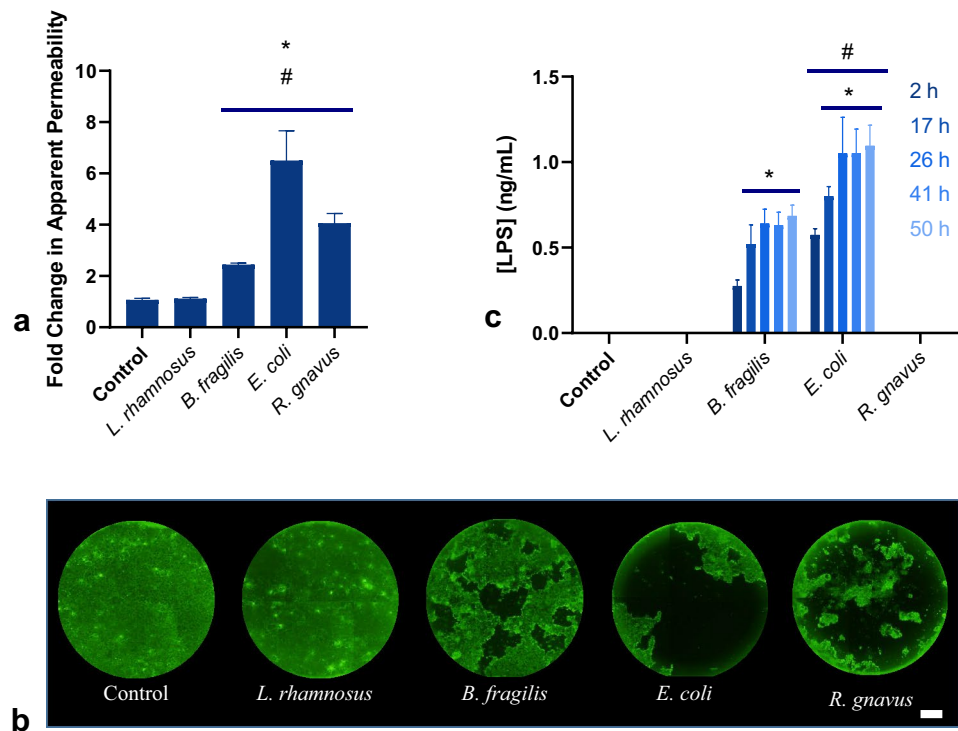 a
Fold Change in Apparent Permeability
*
#
10
8
6
4
2
0
Control
L. rhamnosus
B. fragilis
E. coli
R. gnavus
c
[LPS] (ng/mL)
1.5
1.0
0.5
0.0
#
*
*
2 h
17 h
26 h
41 h
50 h
Control
L. rhamnosus
B. fragilis
E. coli
R. gnavus
b
Control
L. rhamnosus
B. fragilis
E. coli
R. gnavus